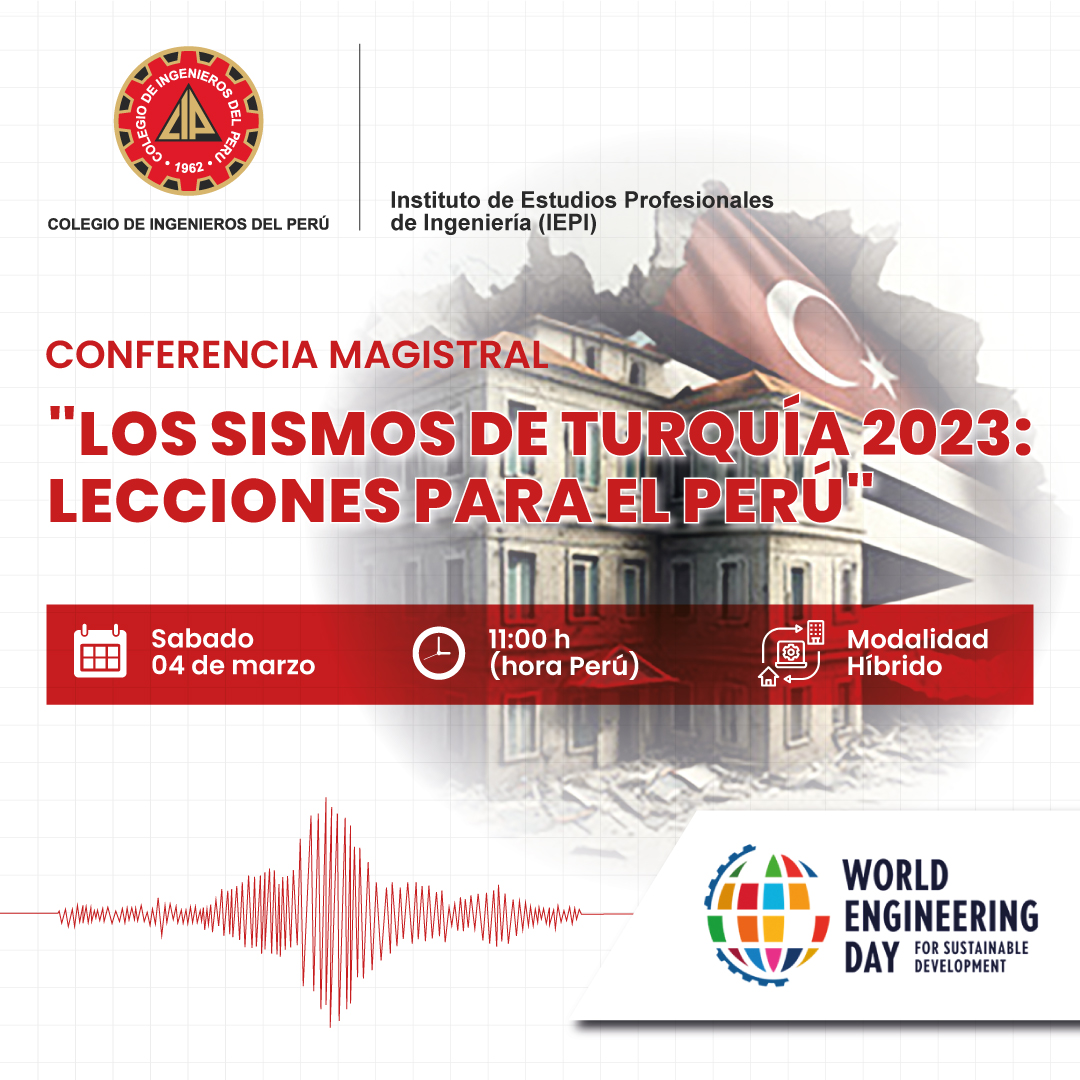 COLEGIO DE INGENIEROS DEL PERU
• 1962 •
CIP
COLEGIO DE INGENIEROS DEL PERÚ
Instituto de Estudios Profesionales
de Ingeniería (IEPI)
CONFERENCIA MAGISTRAL
"LOS SISMOS DE TURQUÍA 2023:
LECCIONES PARA EL PERÚ"
Sabado
04 de marzo
11:00 h
(hora Perú)
Modalidad
Híbrido
WORLD
ENGINEERING
DAY FOR SUSTAINABLE
DEVELOPMENT